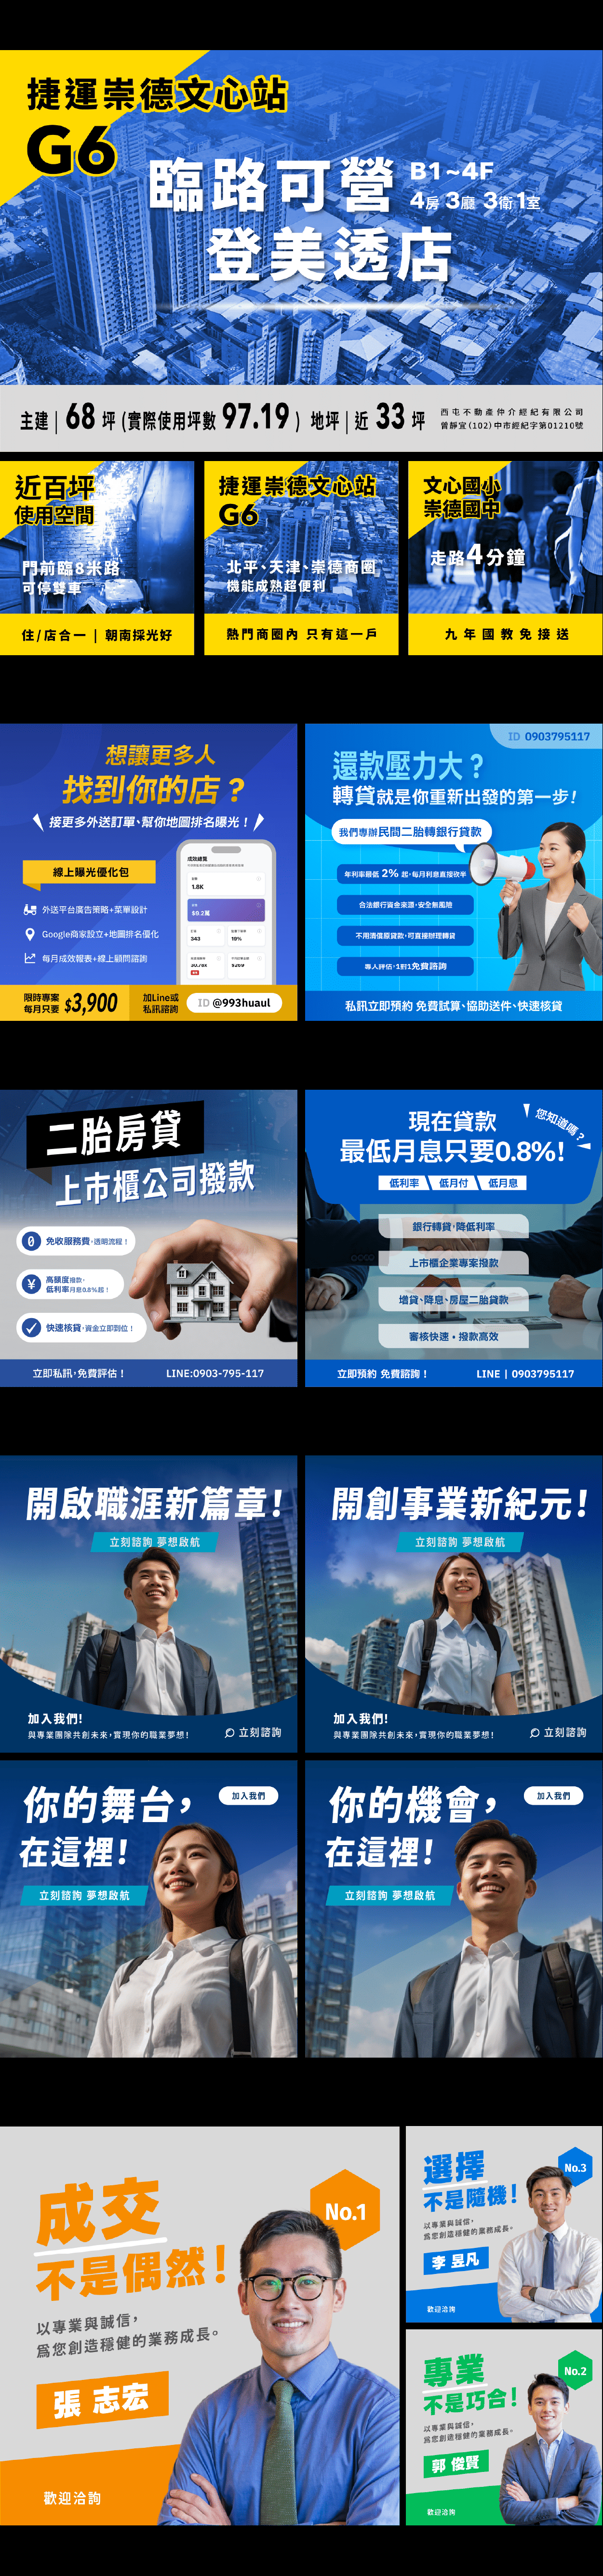 捷運崇德文心站
G6
臨路可營
登美透店
B1~4F
4房 3廳 3衛 1室
主建 | 68 坪 (實際使用坪數 97.19) 地坪 | 近 33 坪
西屯不動產仲介經紀有限公司
曾靜宜(102)中市經紀字第01210號
近百坪
使用空間
門前臨8米路
可停雙車
住/店合一 | 朝南採光好
捷運崇德文心站
G6
北平、天津、崇德商圈
機能成熟超便利
熱門商圈內 只有這一戶
文心國小
崇德國中
走路4分鐘
九年國教免接送
想讓更多人
找到你的店?
接更多外送訂單、幫你地圖排名曝光!
線上曝光優化包
外送平台廣告策略+菜單設計
Google商家設立+地圖排名優化
每月成效報表+線上顧問諮詢
成效總覽
1.8K
$9.2萬
343
16%
30.78X
$269
限時專案
每月只要 $3,900
加Line或
私訊諮詢
ID @993huaul
ID 0903795117
還款壓力大?
轉貸就是你重新出發的第一步!
我們專辦民間二胎轉銀行貸款
年利率最低 2% 起,每月利息直接砍半
合法銀行資金來源,安全無風險
不用清償原貸款,可直接辦理轉貸
專人評估,1對1免費諮詢
私訊立即預約 免費試算、協助送件、快速核貸
二胎房貸
上市櫃公司撥款
免收服務費,透明流程!
高額度撥款,
低利率月息0.8%起!
快速核貸,資金立即到位!
立即私訊,免費評估!
LINE:0903-795-117
您知道嗎?
現在貸款
最低月息只要0.8%!
低利率
低月付
低月息
銀行轉貸,降低利率
上市櫃企業專案撥款
增貸、降息、房屋二胎貸款
審核快速•撥款高效
立即預約 免費諮詢!
LINE | 0903795117
開啟職涯新篇章!
立刻諮詢 夢想啟航
加入我們!
與專業團隊共創未來,實現你的職業夢想!
立刻諮詢
開創事業新紀元!
立刻諮詢 夢想啟航
加入我們!
與專業團隊共創未來,實現你的職業夢想!
立刻諮詢
你的舞台,
在這裡!
加入我們
立刻諮詢 夢想啟航
你的機會,
在這裡!
加入我們
立刻諮詢 夢想啟航
成交
不是偶然!
No.1
以專業與誠信,
為您創造穩健的業務成長。
張 志宏
歡迎洽詢
選擇
不是隨機!
No.3
以專業與誠信,
為您創造穩健的業務成長。
李 昱凡
歡迎洽詢
專業
不是巧合!
No.2
以專業與誠信,
為您創造穩健的業務成長。
郭 俊賢
歡迎洽詢